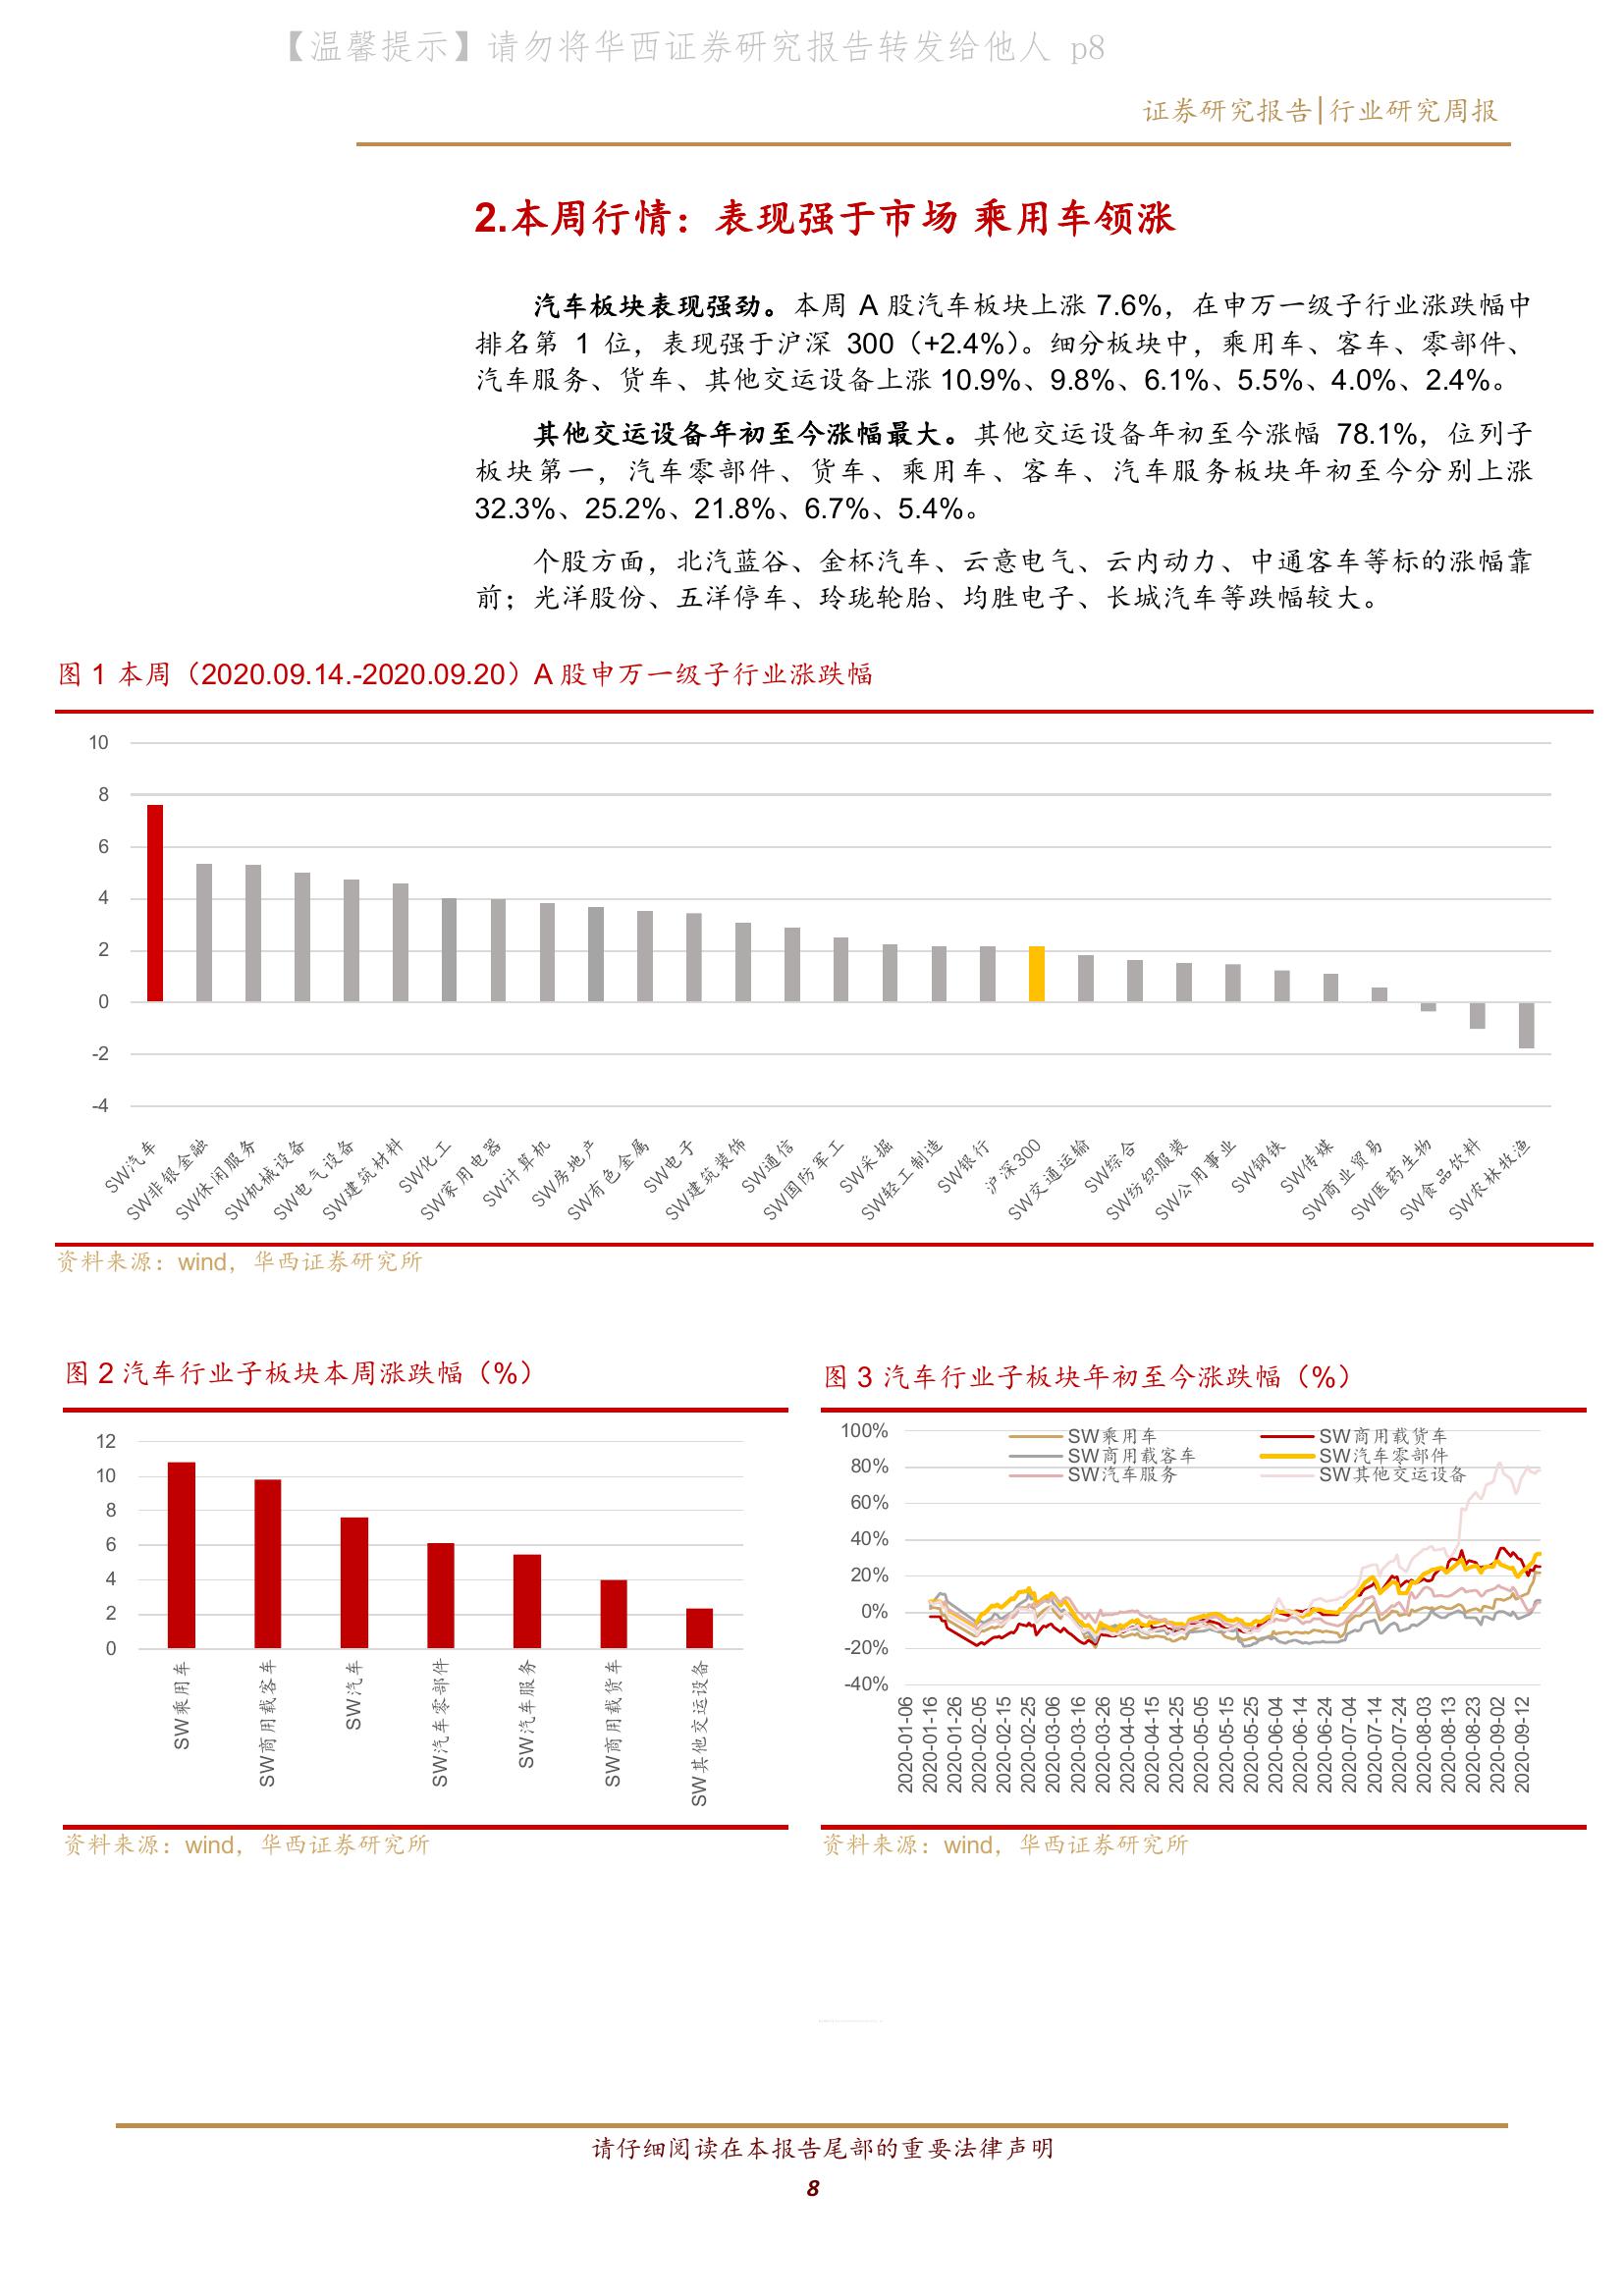 【温馨提示】请勿将华西证券研究报告转发给他人 p8
证券研究报告|行业研究周报
2.本周行情：表现强于市场 乘用车领涨
汽车板块表现强劲。本周 A 股汽车板块上涨 7.6%，在申万一级子行业涨跌幅中
排名第 1 位，表现强于沪深 300（+2.4%）。细分板块中，乘用车、客车、零部件、
汽车服务、货车、其他交运设备上涨 10.9%、9.8%、6.1%、5.5%、4.0%、2.4%。
其他交运设备年初至今涨幅最大。其他交运设备年初至今涨幅 78.1%，位列子
板块第一，汽车零部件、货车、乘用车、客车、汽车服务板块年初至今分别上涨
32.3%、25.2%、21.8%、6.7%、5.4%。
个股方面，北汽蓝谷、金杯汽车、云意电气、云内动力、中通客车等标的涨幅靠
前；光洋股份、五洋停车、玲珑轮胎、均胜电子、长城汽车等跌幅较大。
图 1 本周（2020.09.14.-2020.09.20）A 股申万一级子行业涨跌幅
10
8
6
4
2
0
-2
-4
SW汽车
SW非银金融
SW休闲服务
SW机械设备
SW电气设备
SW建筑材料
SW化工
SW家用电器
SW计算机
SW房地产
SW有色金属
SW电子
SW建筑装饰
SW通信
SW国防军工
SW采掘
SW轻工制造
SW银行
沪深300
SW交通运输
SW综合
SW纺织服装
SW公用事业
SW钢铁
SW传媒
SW商业贸易
SW医药生物
SW食品饮料
SW农林牧渔
资料来源：wind，华西证券研究所
图 2 汽车行业子板块本周涨跌幅（%）
12
10
8
6
4
2
0
SW乘用车
SW商用载客车
SW汽车
SW汽车零部件
SW汽车服务
SW商用载货车
SW其他交运设备
资料来源：wind，华西证券研究所
图 3 汽车行业子板块年初至今涨跌幅（%）
SW乘用车
SW商用载货车
SW商用载客车
SW汽车零部件
SW汽车服务
SW其他交运设备
100%
80%
60%
40%
20%
0%
-20%
-40%
2020-01-06
2020-01-16
2020-01-26
2020-02-05
2020-02-15
2020-02-25
2020-03-06
2020-03-16
2020-03-26
2020-04-05
2020-04-15
2020-04-25
2020-05-05
2020-05-15
2020-05-25
2020-06-04
2020-06-14
2020-06-24
2020-07-04
2020-07-14
2020-07-24
2020-08-03
2020-08-13
2020-08-23
2020-09-02
2020-09-12
资料来源：wind，华西证券研究所
请仔细阅读在本报告尾部的重要法律声明
8